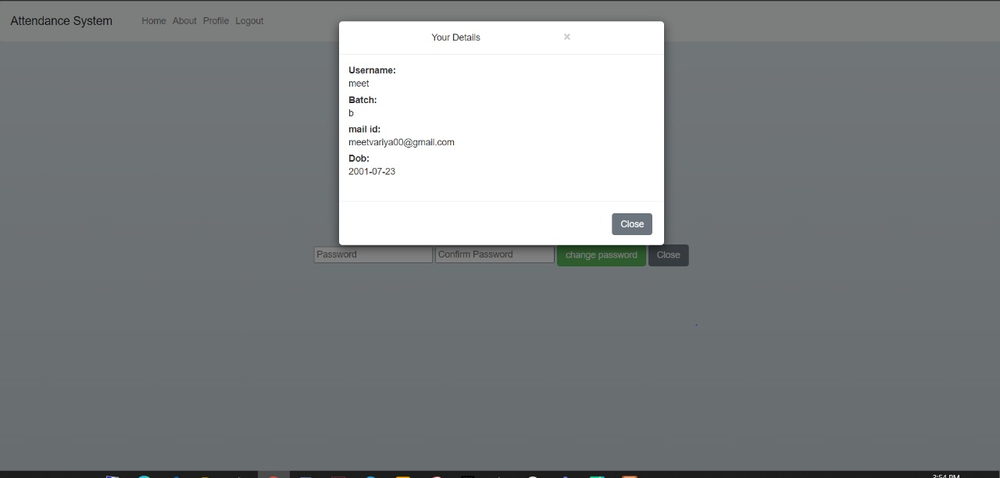 Attendance System Home About Profile Logout
Your Details ×
Username:
meet
Batch:
b
mail id:
meetvariya00@gmail.com
Dob:
2001-07-23
Close
Password Confirm Password change password Close
3:54 PM